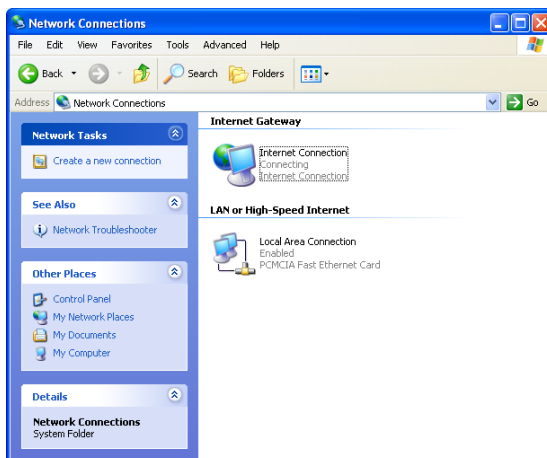 Network Connections
File Edit View Favorites Tools Advanced Help
Back Search Folders
Address Network Connections Go
Network Tasks
Create a new connection
See Also
Network Troubleshooter
Other Places
Control Panel
My Network Places
My Documents
My Computer
Details
Network Connections
System Folder
Internet Gateway
Internet Connection
Connecting
Internet Connection
LAN or High-Speed Internet
Local Area Connection
Enabled
PCMCIA Fast Ethernet Card